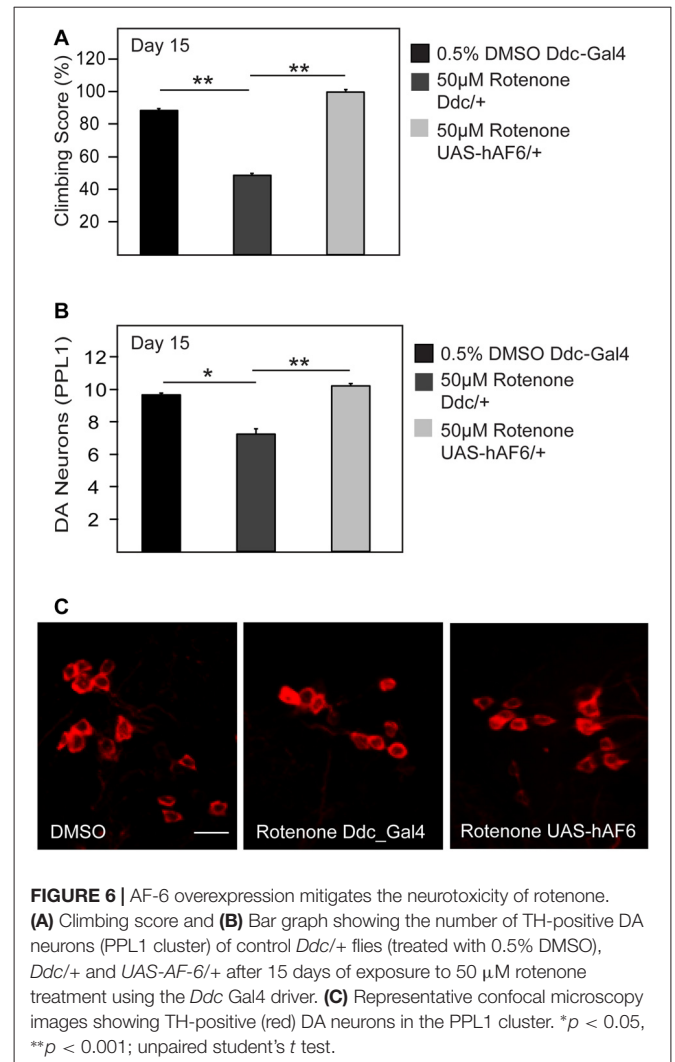 A
Day 15
Climbing Score (%)
120
100
80
60
40
20
**
**
0.5% DMSO Ddc-Gal4
50µM Rotenone
Ddc/+
50µM Rotenone
UAS-hAF6/+
B
Day 15
DA Neurons (PPL1)
12
10
8
6
4
2
*
**
0.5% DMSO Ddc-Gal4
50µM Rotenone
Ddc/+
50µM Rotenone
UAS-hAF6/+
C
DMSO
Rotenone Ddc_Gal4
Rotenone UAS-hAF6
FIGURE 6 | AF-6 overexpression mitigates the neurotoxicity of rotenone.
(A) Climbing score and (B) Bar graph showing the number of TH-positive DA
neurons (PPL1 cluster) of control Ddc/+ flies (treated with 0.5% DMSO),
Ddc/+ and UAS-AF-6/+ after 15 days of exposure to 50 µM rotenone
treatment using the Ddc Gal4 driver. (C) Representative confocal microscopy
images showing TH-positive (red) DA neurons in the PPL1 cluster. *p < 0.05,
**p < 0.001; unpaired student's t test.